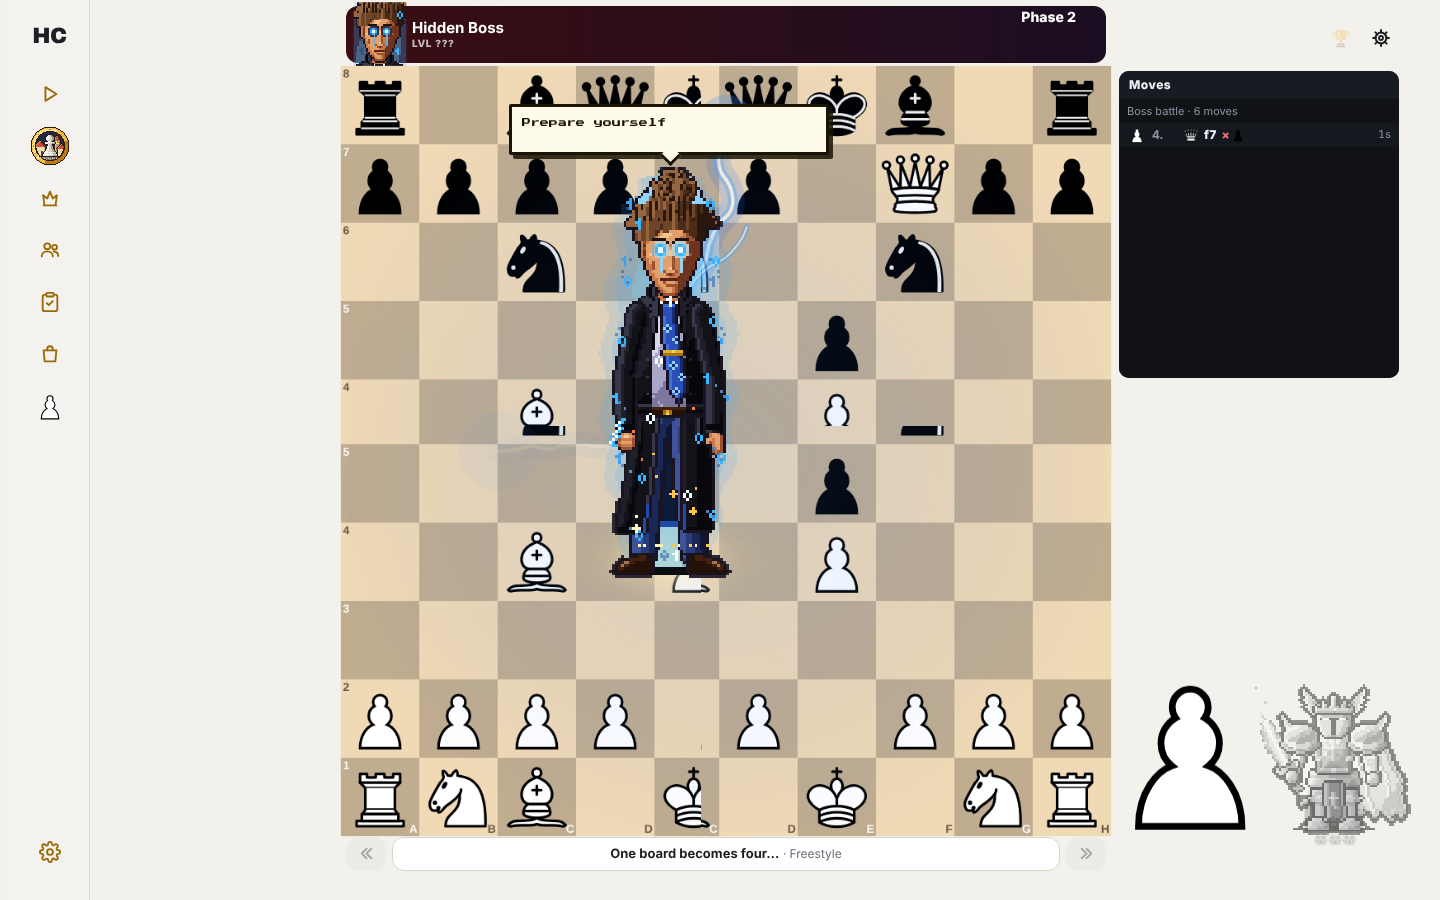 HC
Hidden Boss
LVL ???
Phase 2
Moves
Boss battle · 6 moves
4. f7 × 1s
Prepare yourself
8
7
6
5
4
5
4
3
2
1
A B C D C D E F G H
One board becomes four... · Freestyle